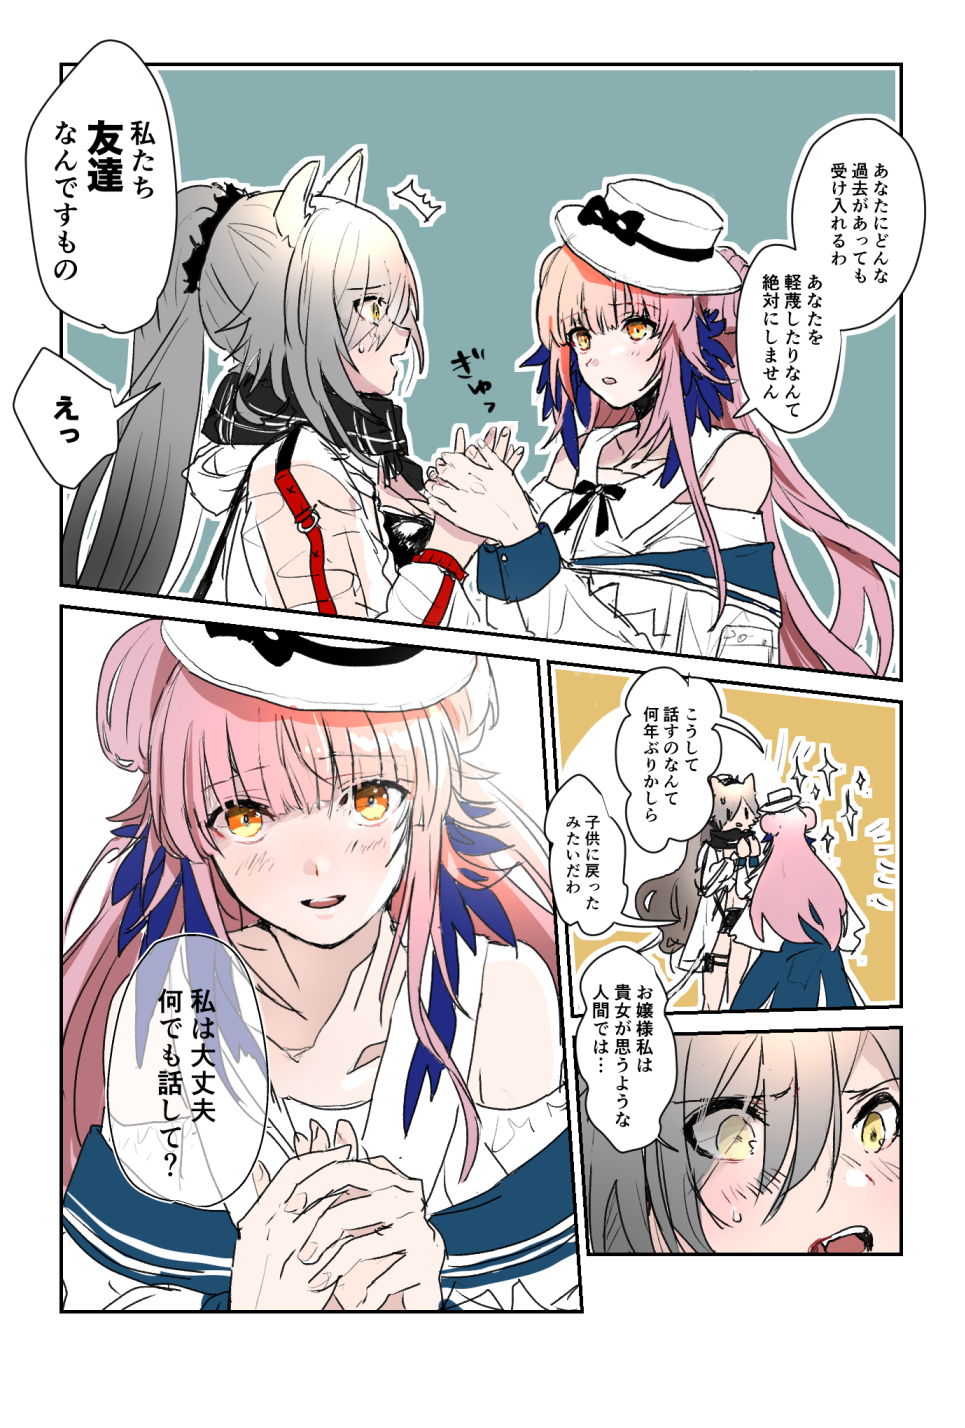 あなたにどんな
過去があっても
受け入れるわ
あなたを
軽蔑したりなんて
絶対にしません
ぎゅっ
私たち
友達
なんですもの
えっ
こうして
話すのなんて
何年ぶりかしら
子供に戻った
みたいだわ
お嬢様私は
貴女が思うような
人間では…
私は大丈夫
何でも話して?